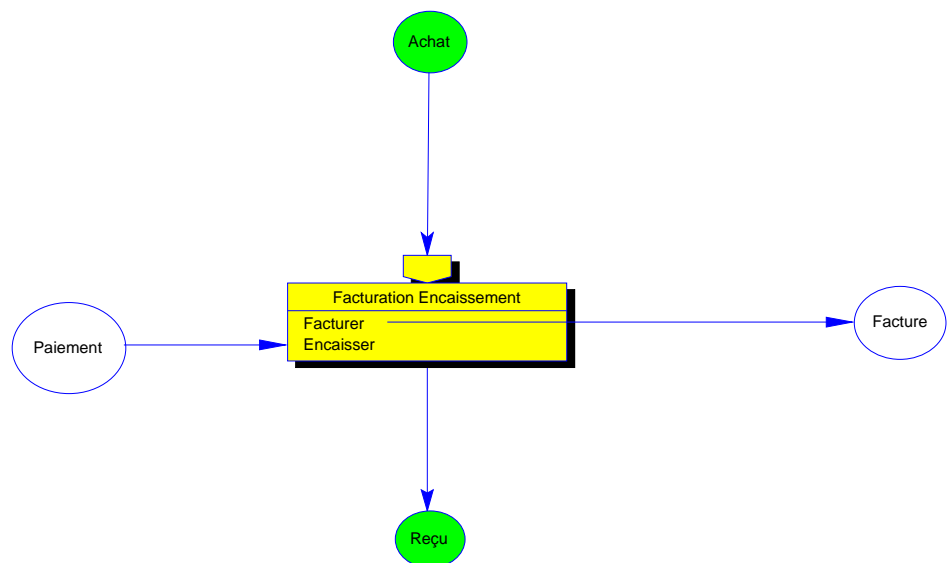 Achat
Facturation Encaissement
Facturer
Encaisser
Paiement
Facture
Reçu